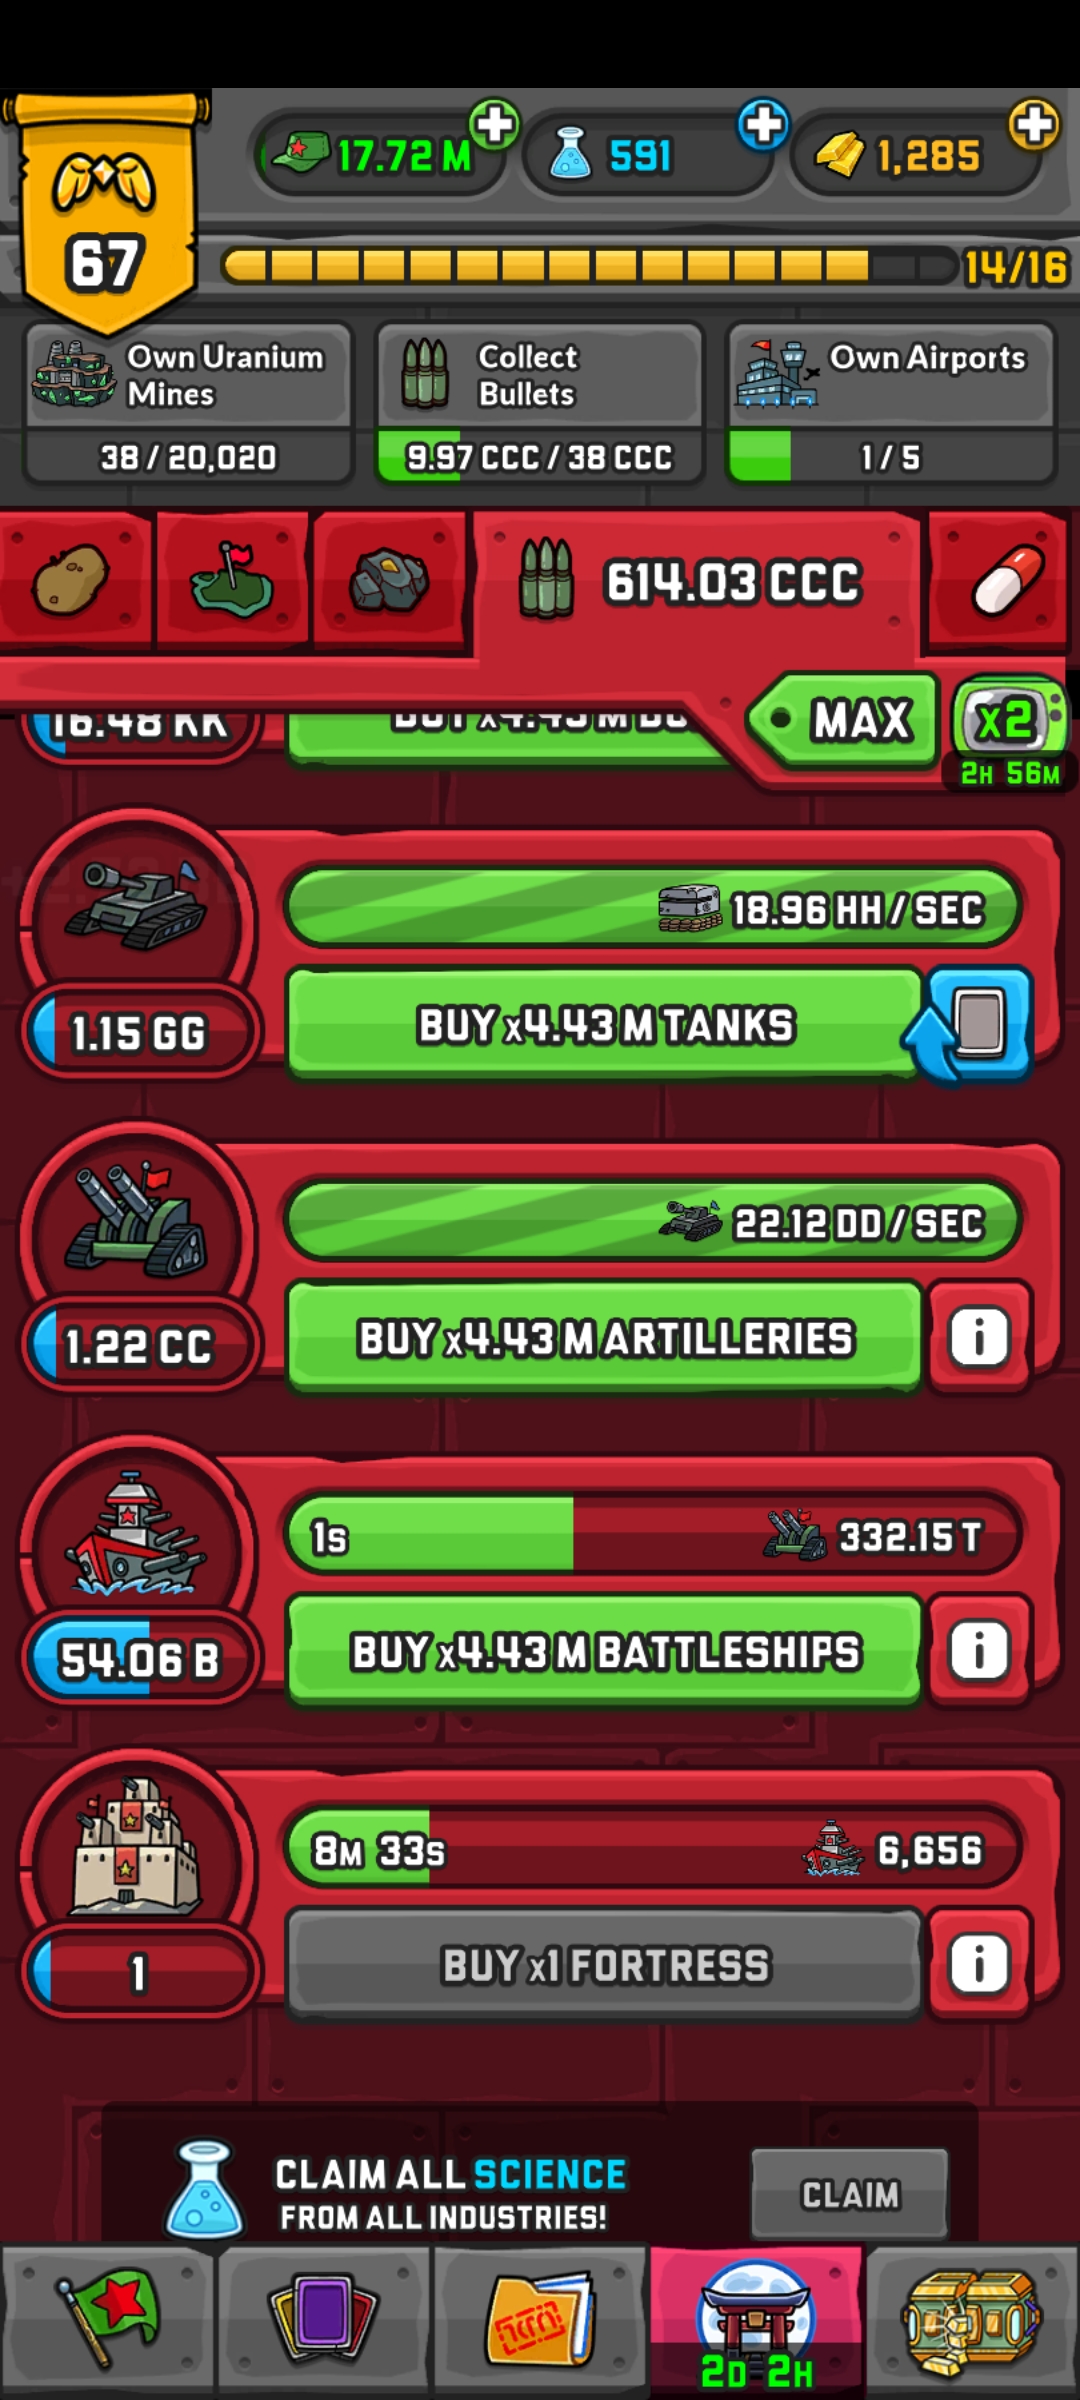 67
17.72 M
591
1,285
14/16
Own Uranium
Mines
38 / 20,020
Collect
Bullets
9.97 CCC / 38 CCC
Own Airports
1 / 5
614.03 CCC
MAX
x2
2H 56M
16.48 KK
18.96 HH / SEC
BUY x4.43 M TANKS
1.15 GG
22.12 DD / SEC
BUY x4.43 M ARTILLERIES
i
1.22 CC
1S
332.15 T
BUY x4.43 M BATTLESHIPS
i
54.06 B
8M 33S
6,656
BUY x1 FORTRESS
i
1
CLAIM ALL SCIENCE
FROM ALL INDUSTRIES!
CLAIM
2D 2H